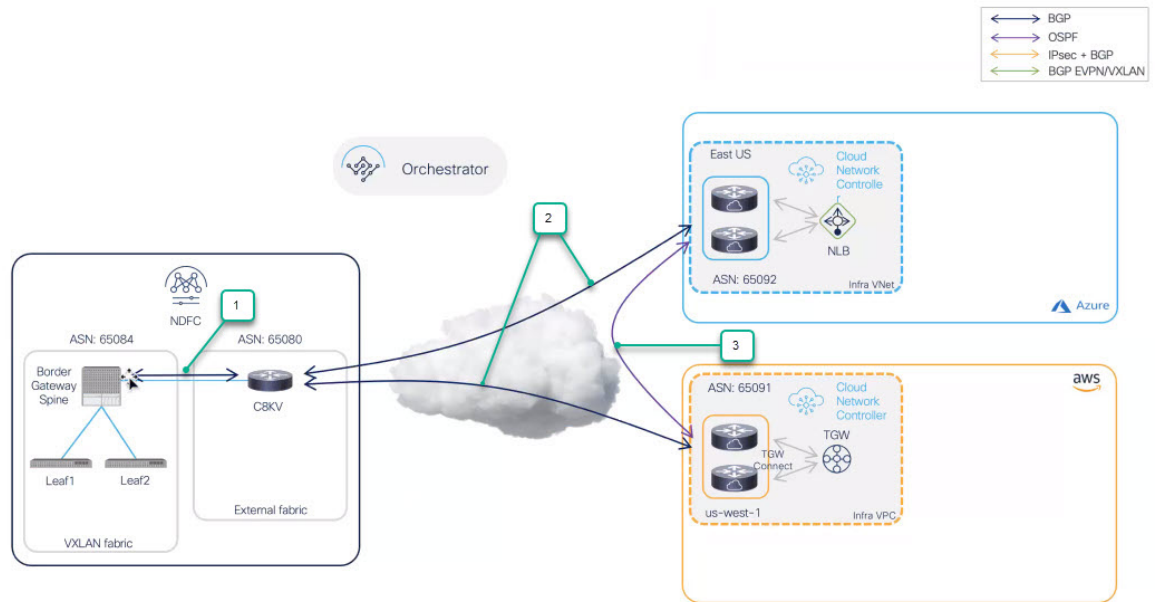 BGP
OSPF
IPsec + BGP
BGP EVPN/VXLAN
Orchestrator
East US
Cloud
Network
Controlle
r
NLB
ASN: 65092
Infra VNet
Azure
2
NDFC
1
ASN: 65084
ASN: 65080
Border
Gateway
Spine
C8KV
Leaf1
Leaf2
External fabric
VXLAN fabric
3
aws
ASN: 65091
Cloud
Network
Controller
TGW
TGW
Connect
us-west-1
Infra VPC